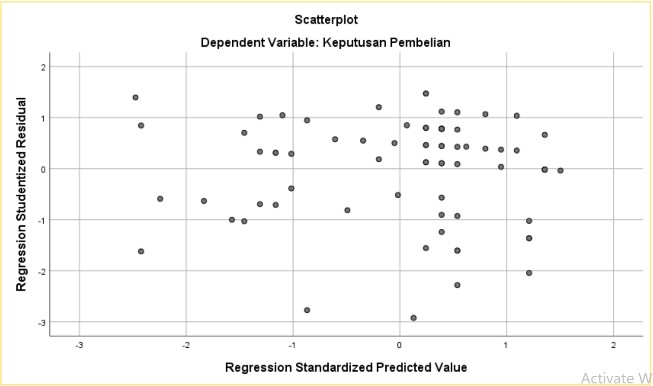 Scatterplot
Dependent Variable: Keputusan Pembelian
Regression Studentized Residual
2
1
0
-1
-2
-3
-3 -2 -1 0 1 2
Regression Standardized Predicted Value
Activate W